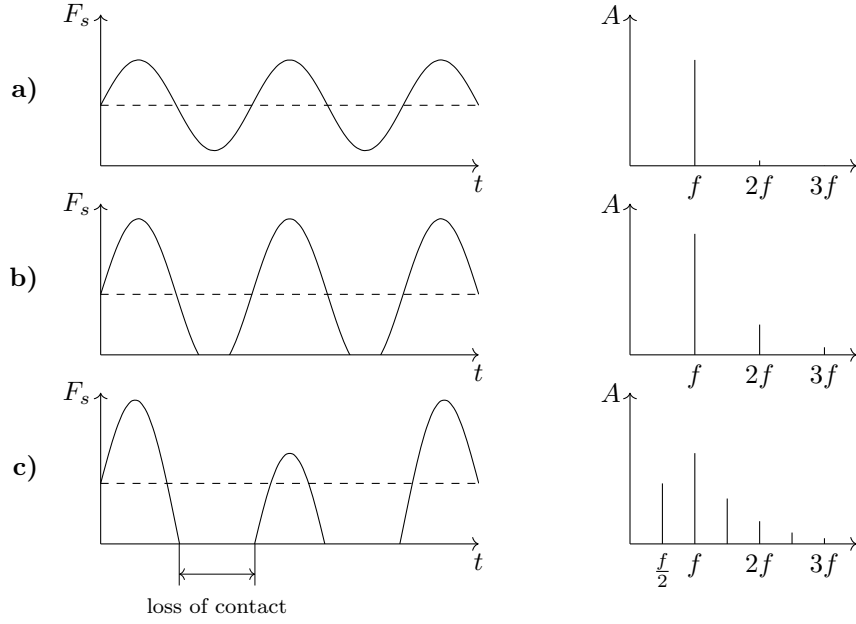 F_s A
a)
t f 2f 3f
F_s A
b)
t f 2f 3f
F_s A
c)
t f/2 f 2f 3f
loss of contact